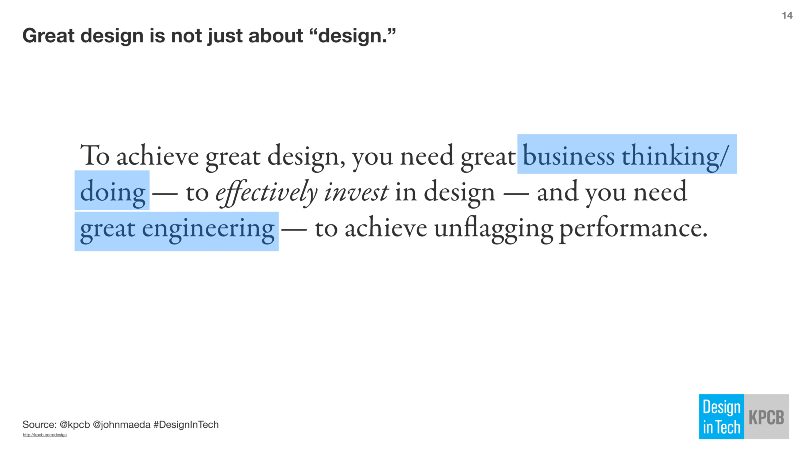 14
Great design is not just about “design.”
To achieve great design, you need great business thinking/
doing — to effectively invest in design — and you need
great engineering — to achieve unflagging performance.
Source: @kpcb @johnmaeda #DesignInTech
Design
in Tech
KPCB